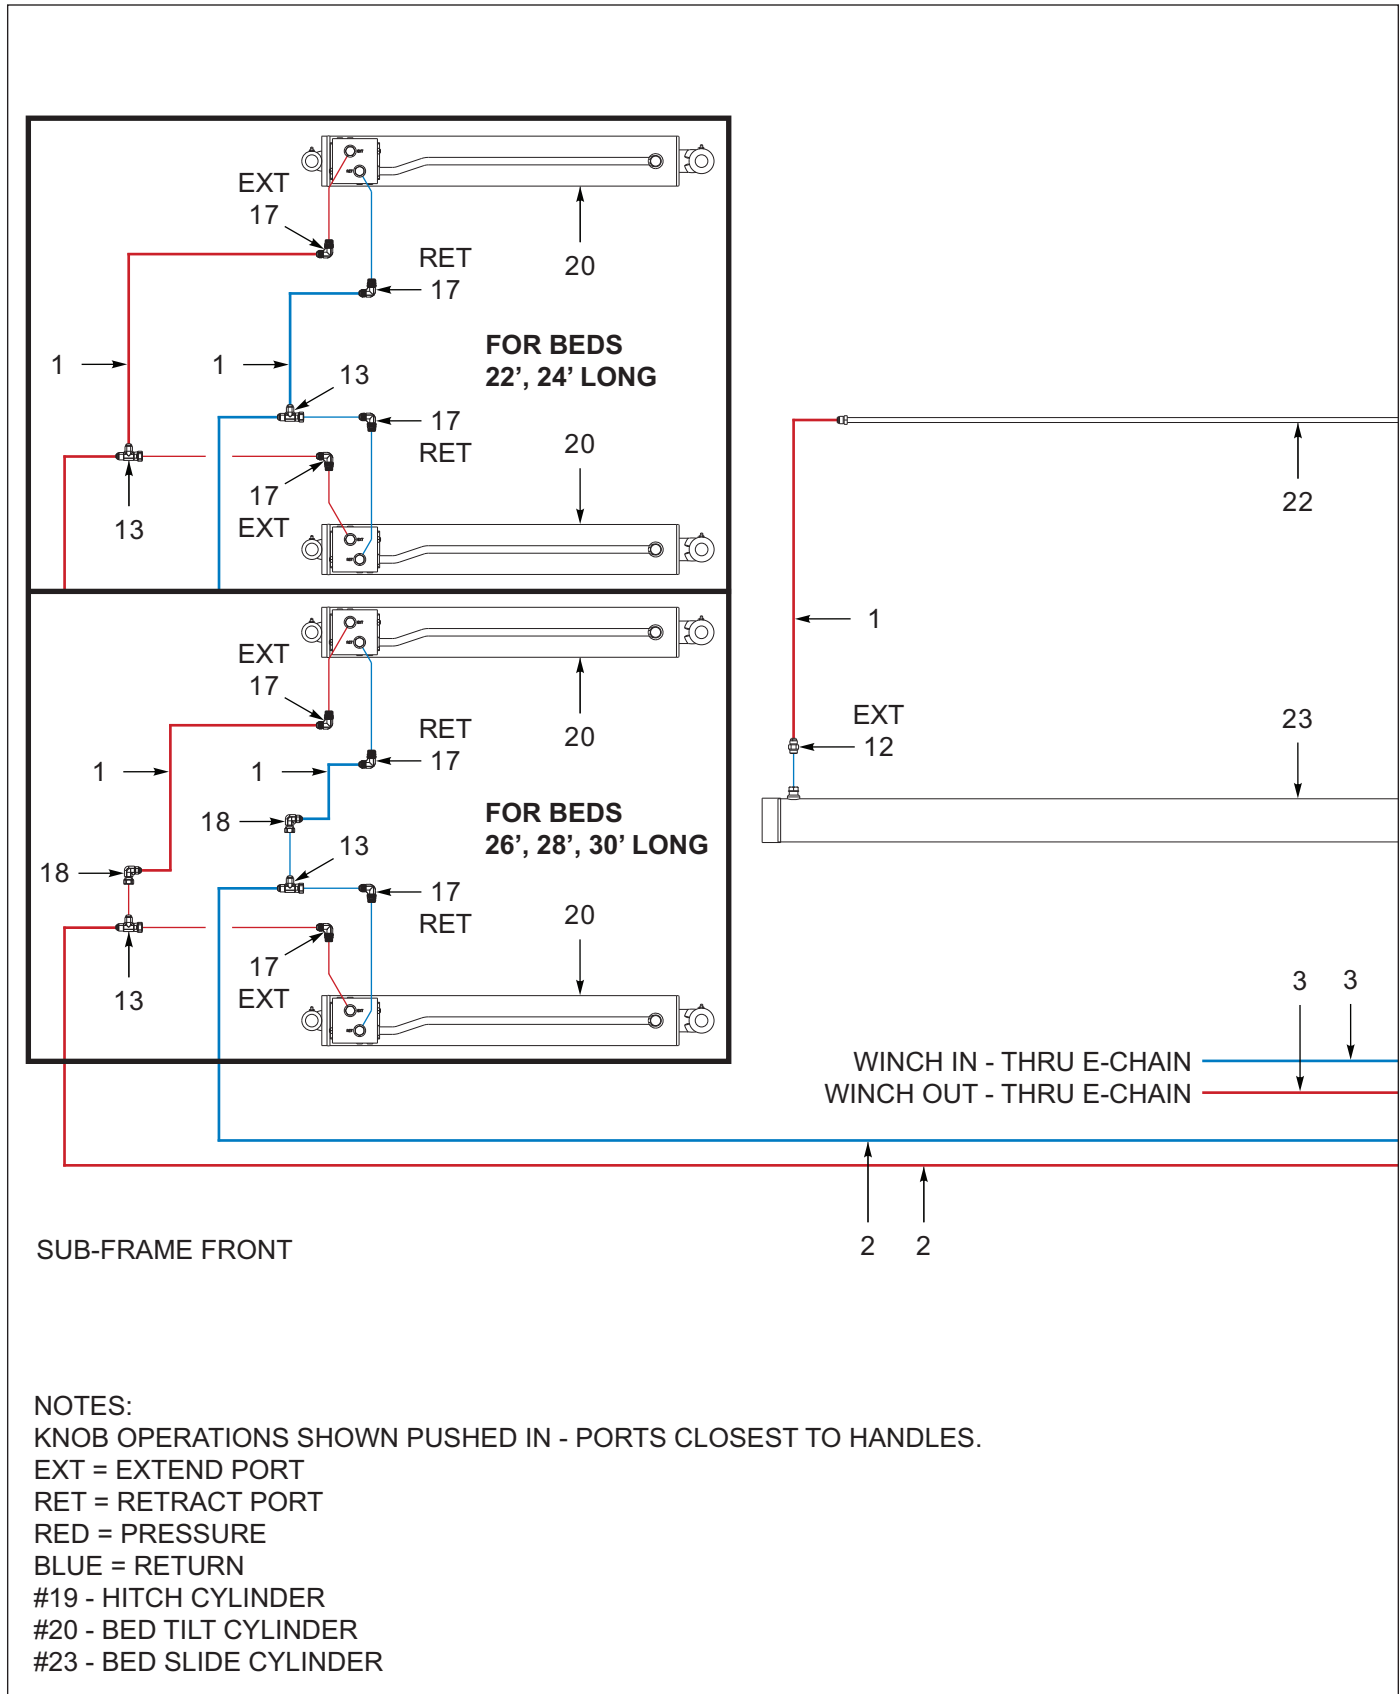 EXT
17
RET
17
20
FOR BEDS
22’, 24’ LONG
1
1
13
17
RET
20
17
EXT
13
22
EXT
17
RET
17
20
1
1
FOR BEDS
26’, 28’, 30’ LONG
18
13
18
17
RET
20
17
EXT
13
1
EXT
12
23
3
3
WINCH IN - THRU E-CHAIN
WINCH OUT - THRU E-CHAIN
2
2
SUB-FRAME FRONT
NOTES:
KNOB OPERATIONS SHOWN PUSHED IN - PORTS CLOSEST TO HANDLES.
EXT = EXTEND PORT
RET = RETRACT PORT
RED = PRESSURE
BLUE = RETURN
#19 - HITCH CYLINDER
#20 - BED TILT CYLINDER
#23 - BED SLIDE CYLINDER